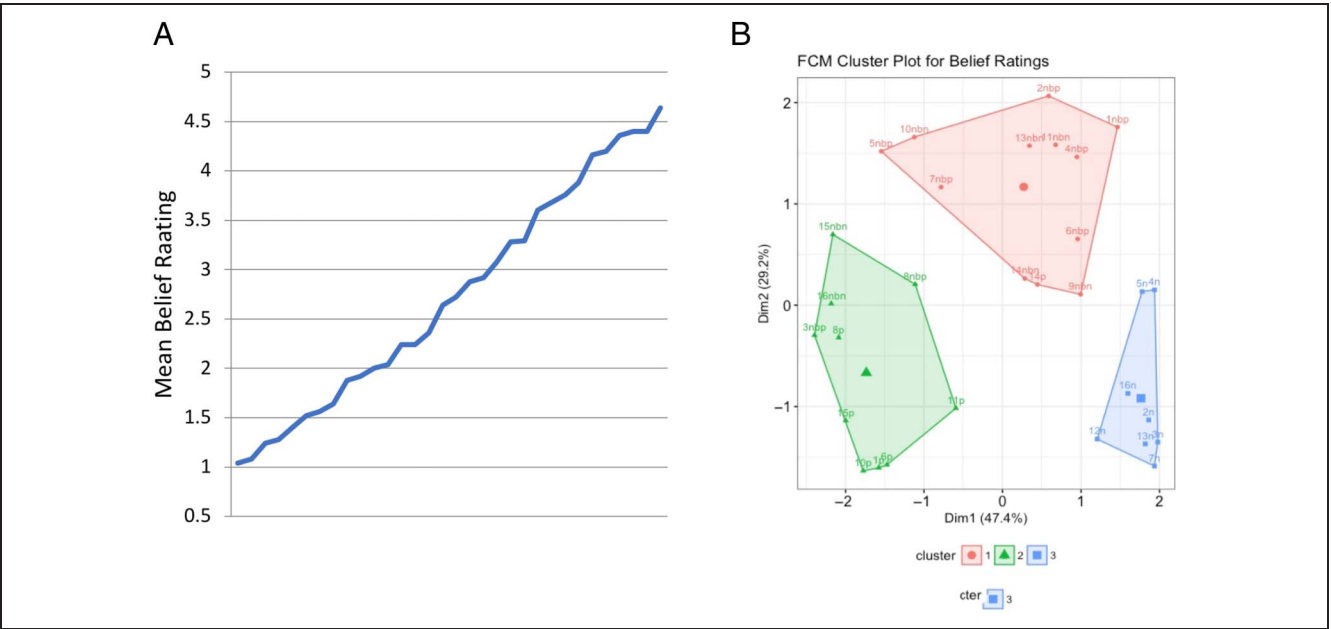 A
B
FCM Cluster Plot for Belief Ratings
5
4.5
4
3.5
3
2.5
2
1.5
1
0.5
Mean Belief Raating
2nbp
1nbp
10nbn
13nbn
11nbn
5nbp
4nbp
7nbp
6nbp
14nbn
14p
9nbn
15nbn
8nbp
16nbn
3nbp
8p
11p
15p
10p
6p
5n
4n
16n
2n
12n
13n
3n
7n
2
1
0
−1
Dim2 (29.2%)
−2
−1
0
1
2
Dim1 (47.4%)
cluster 1 2 3
cter 3